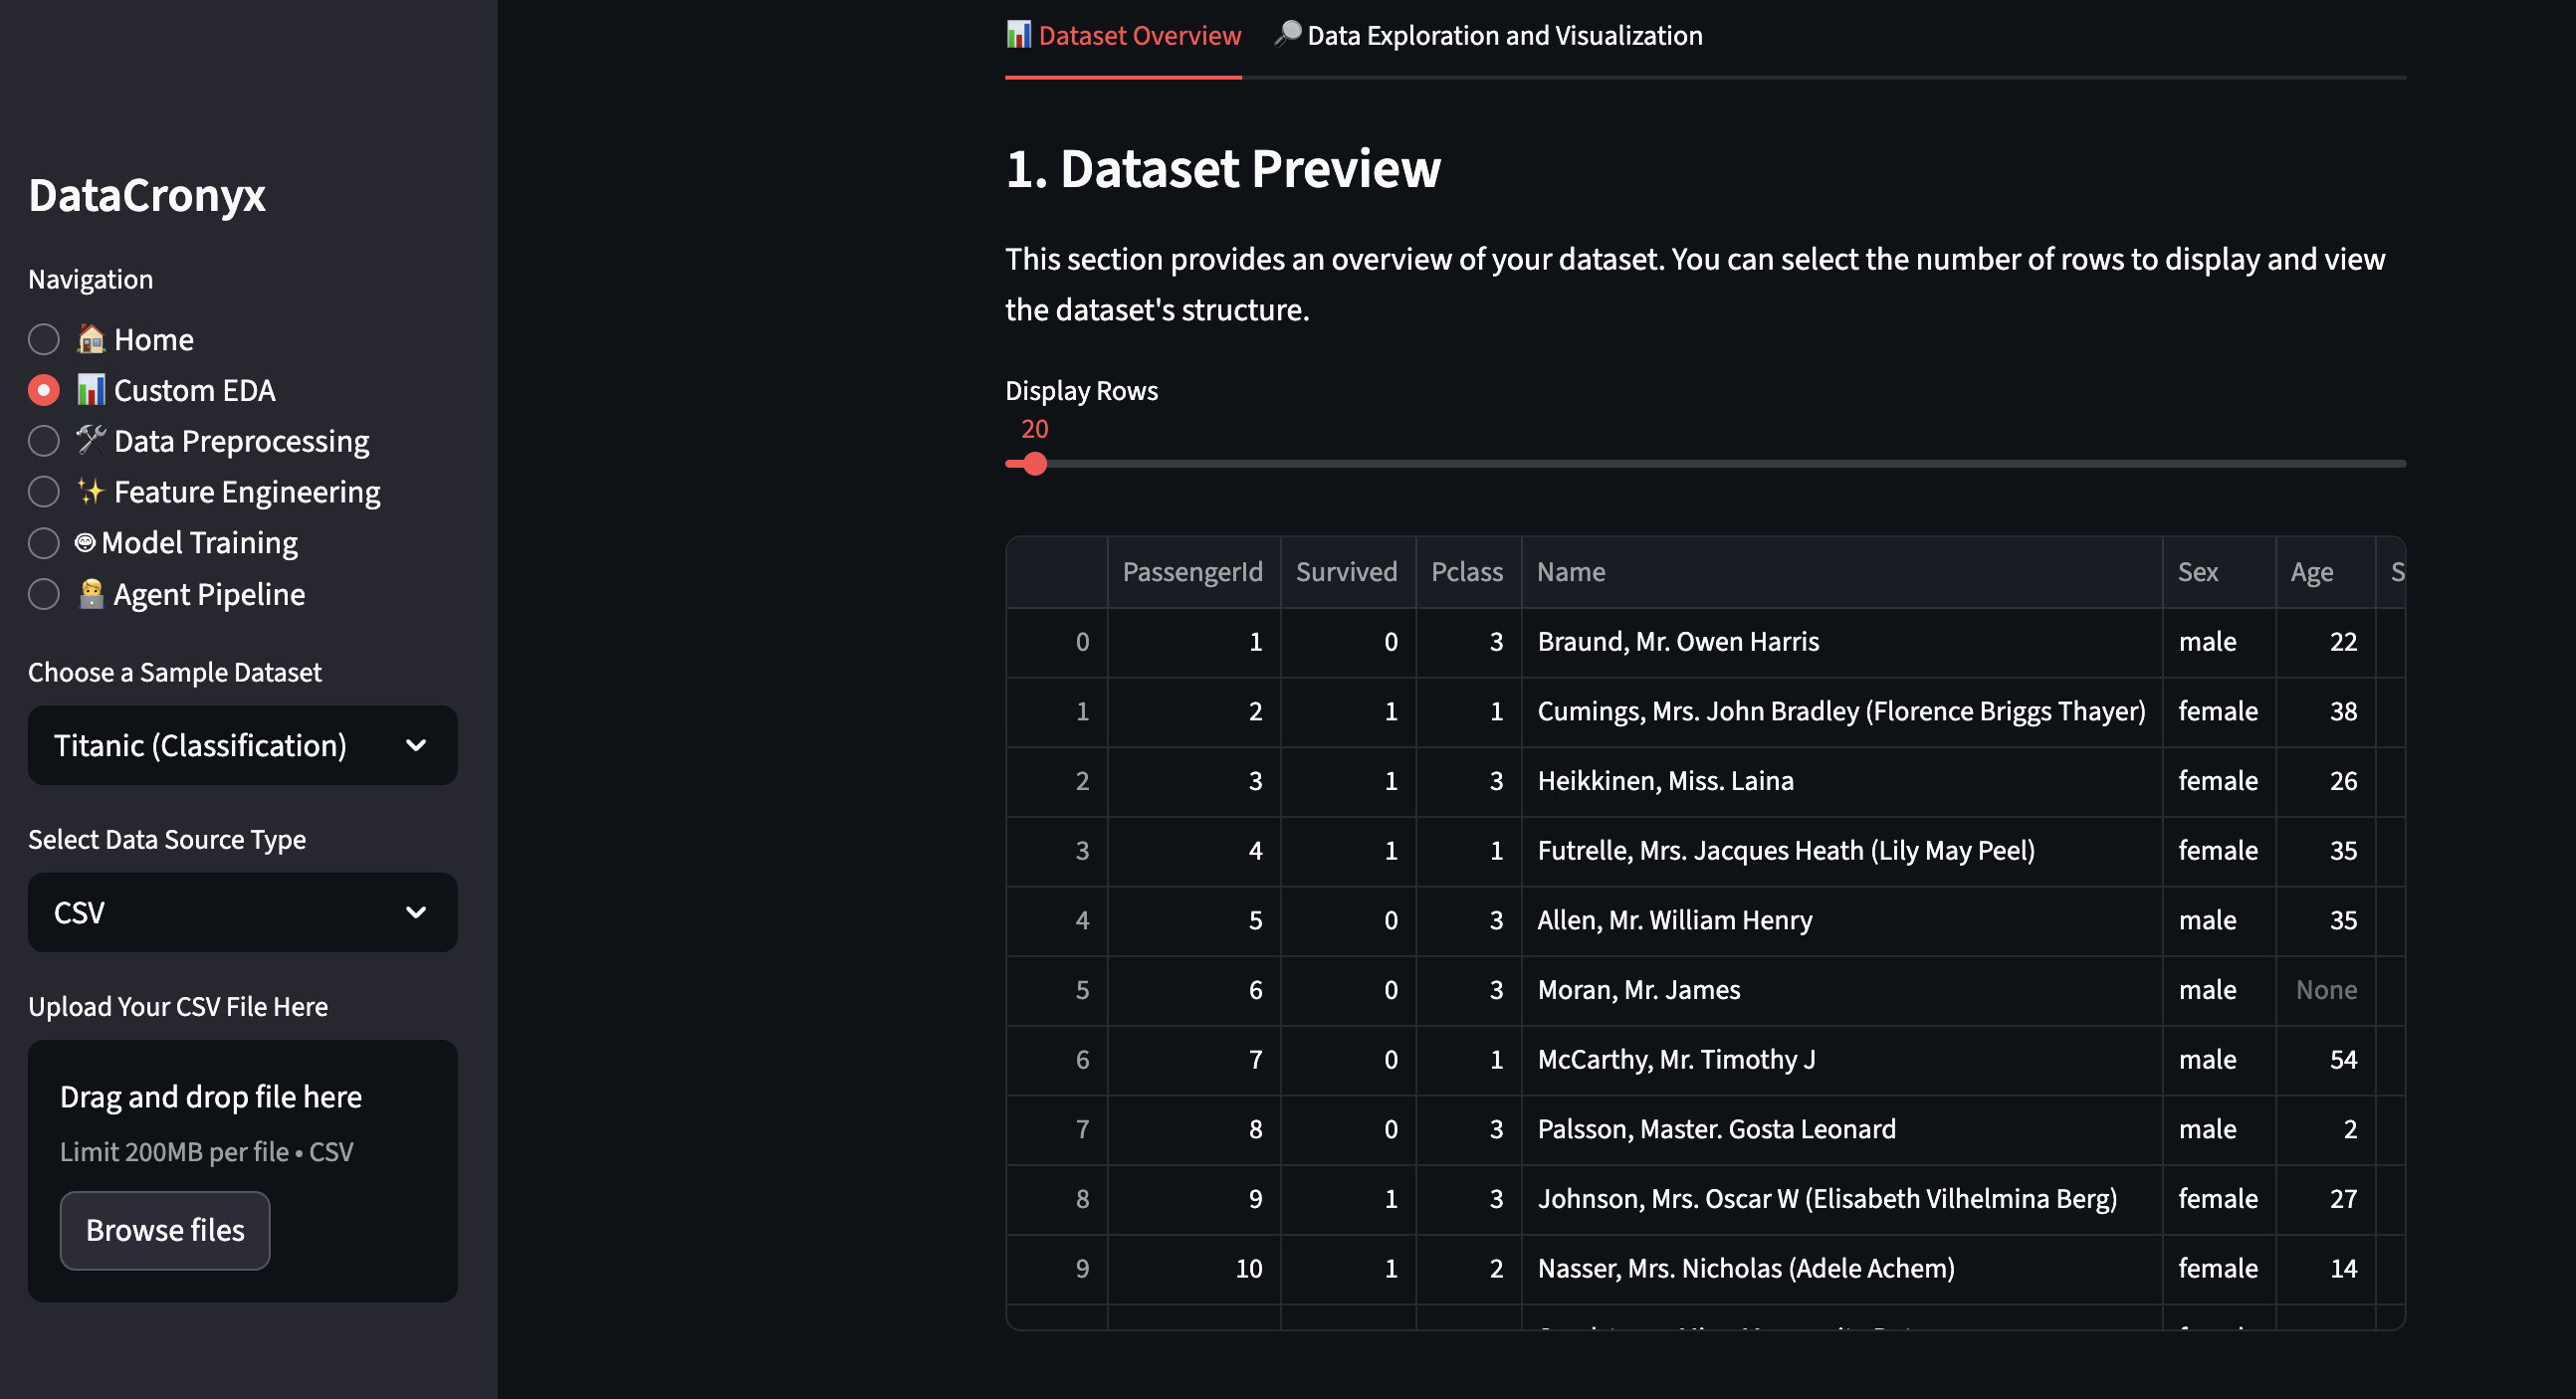 DataCronyx
Navigation
Home
Custom EDA
Data Preprocessing
Feature Engineering
Model Training
Agent Pipeline
Choose a Sample Dataset
Titanic (Classification)
Select Data Source Type
CSV
Upload Your CSV File Here
Drag and drop file here
Limit 200MB per file • CSV
Browse files
Dataset Overview Data Exploration and Visualization
1. Dataset Preview
This section provides an overview of your dataset. You can select the number of rows to display and view
the dataset's structure.
Display Rows
20
PassengerId Survived Pclass Name Sex Age S
0 1 0 3 Braund, Mr. Owen Harris male 22
1 2 1 1 Cumings, Mrs. John Bradley (Florence Briggs Thayer) female 38
2 3 1 3 Heikkinen, Miss. Laina female 26
3 4 1 1 Futrelle, Mrs. Jacques Heath (Lily May Peel) female 35
4 5 0 3 Allen, Mr. William Henry male 35
5 6 0 3 Moran, Mr. James male None
6 7 0 1 McCarthy, Mr. Timothy J male 54
7 8 0 3 Palsson, Master. Gosta Leonard male 2
8 9 1 3 Johnson, Mrs. Oscar W (Elisabeth Vilhelmina Berg) female 27
9 10 1 2 Nasser, Mrs. Nicholas (Adele Achem) female 14